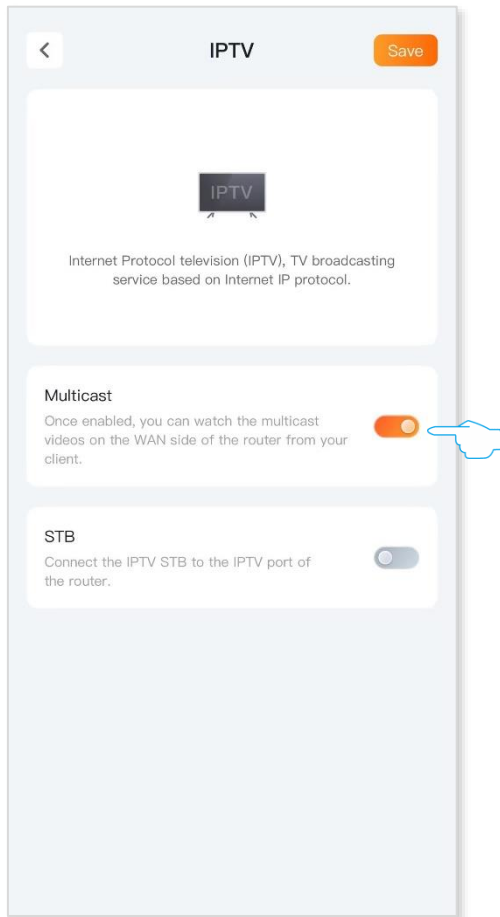 IPTV
Save
IPTV
Internet Protocol television (IPTV), TV broadcasting
service based on Internet IP protocol.
Multicast
Once enabled, you can watch the multicast
videos on the WAN side of the router from your
client.
STB
Connect the IPTV STB to the IPTV port of
the router.